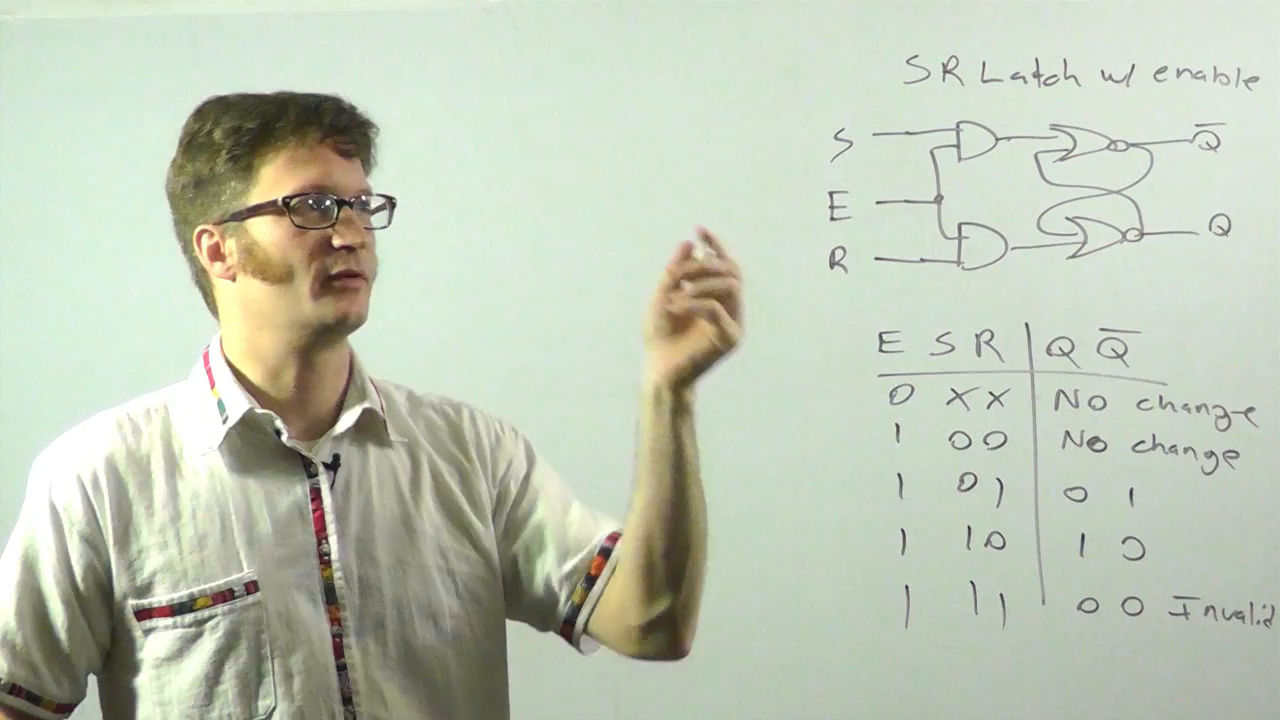 SR Latch w/ enable
S Q̅
E
R Q
E S R Q Q̅
0 X X No change
1 0 0 No change
1 0 1 0 1
1 1 0 1 0
1 1 1 0 0 Invalid